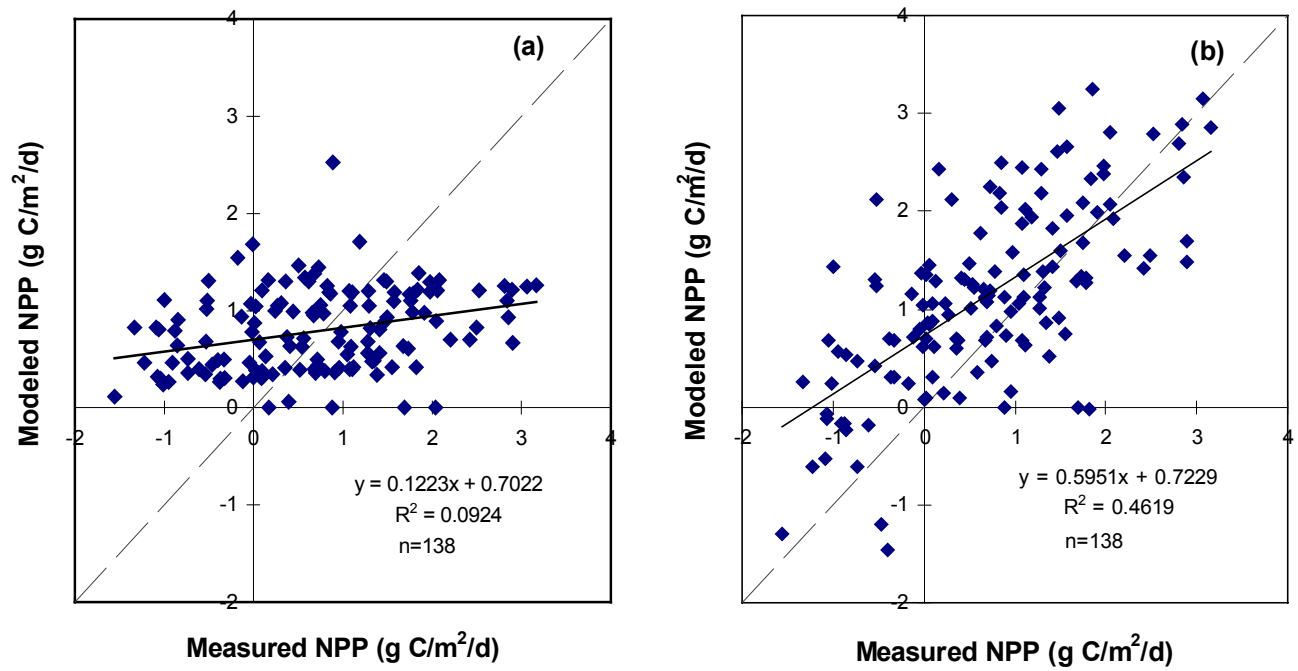 (a)
4
3
2
1
0
-1
-2
-2
-1
0
1
2
3
4
Modeled NPP (g C/m²/d)
Measured NPP (g C/m²/d)
y = 0.1223x + 0.7022
R² = 0.0924
n=138
(b)
4
3
2
1
0
-1
-2
-2
-1
0
1
2
3
4
Modeled NPP (g C/m²/d)
Measured NPP (g C/m²/d)
y = 0.5951x + 0.7229
R² = 0.4619
n=138